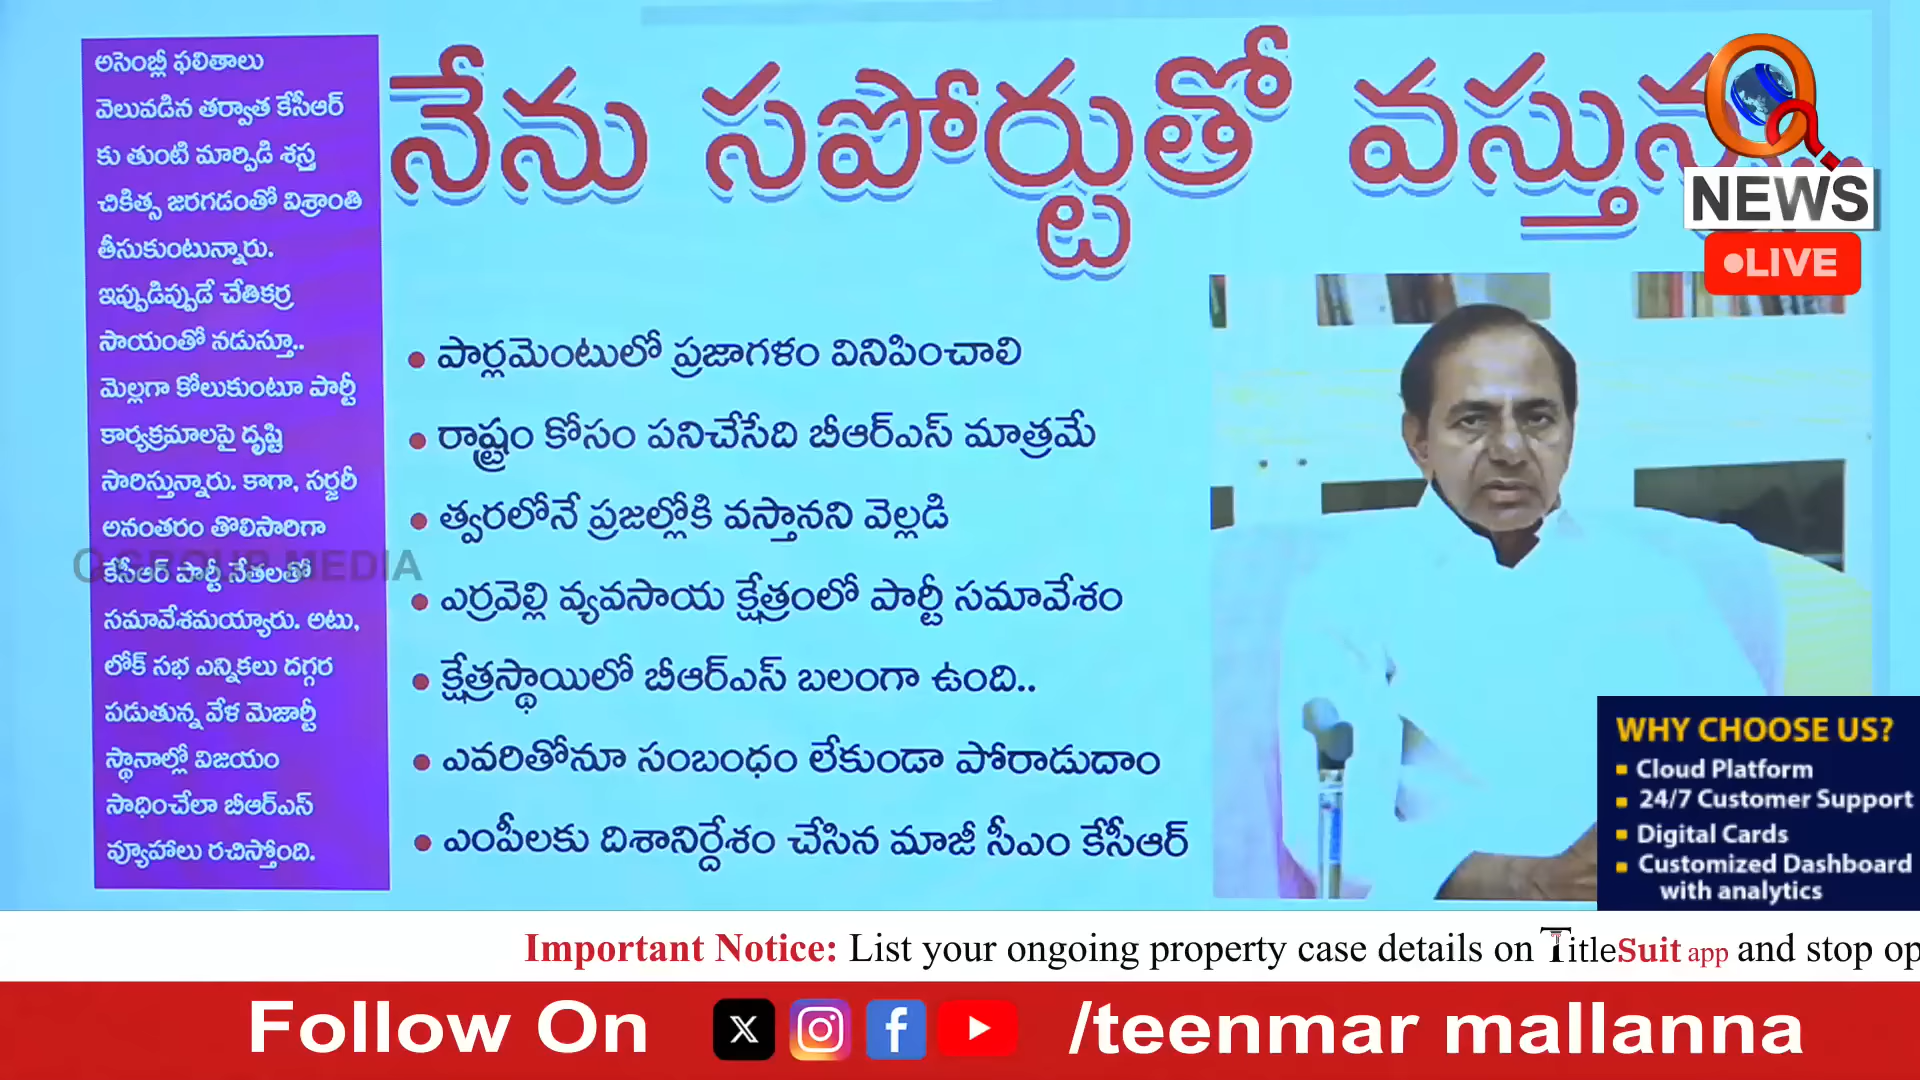 నేను సపోర్టుతో
అసెంబ్లీ ఫలితాలు
వెలువడిన తర్వాత కేసీఆర్
కు తుంటి మార్పిడి శస్త్ర
చికిత్స జరగడంతో విశ్రాంతి
తీసుకుంటున్నారు.
ఇప్పుడిప్పుడే చేతికర్ర
సాయంతో నడుస్తూ..
మెల్లగా కోలుకుంటూ పార్టీ
కార్యక్రమాలపై దృష్టి
సారిస్తున్నారు. కాగా, సర్జరీ
అనంతరం తొలిసారిగా
కేసీఆర్ పార్టీ నేతలతో
సమావేశమయ్యారు. అటు,
లోక్ సభ ఎన్నికలు దగ్గర
పడుతున్న వేళ మెజార్టీ
స్థానాల్లో విజయం
సాధించేలా బీఆర్ఎస్
వ్యూహాలు రచిస్తోంది.
• పార్లమెంటులో ప్రజాగళం వినిపించాలి
• రాష్ట్రం కోసం పనిచేసేది బీఆర్ఎస్ మాత్రమే
• త్వరలోనే ప్రజల్లోకి వస్తానని వెల్లడి
• ఎర్రవెల్లి వ్యవసాయ క్షేత్రంలో పార్టీ సమావేశం
• క్షేత్రస్థాయిలో బీఆర్ఎస్ బలంగా ఉంది..
• ఎవరితోనూ సంబంధం లేకుండా పోరాడుదాం
• ఎంపీలకు దిశానిర్దేశం చేసిన మాజీ సీఎం కేసీఆర్
Q GROUP MEDIA
Q
NEWS
LIVE
WHY CHOOSE US?
Cloud Platform
24/7 Customer Support
Digital Cards
Customized Dashboard
with analytics
Important Notice: List your ongoing property case details on TitleSuit app and stop op
Follow On X f /teenmar mallanna